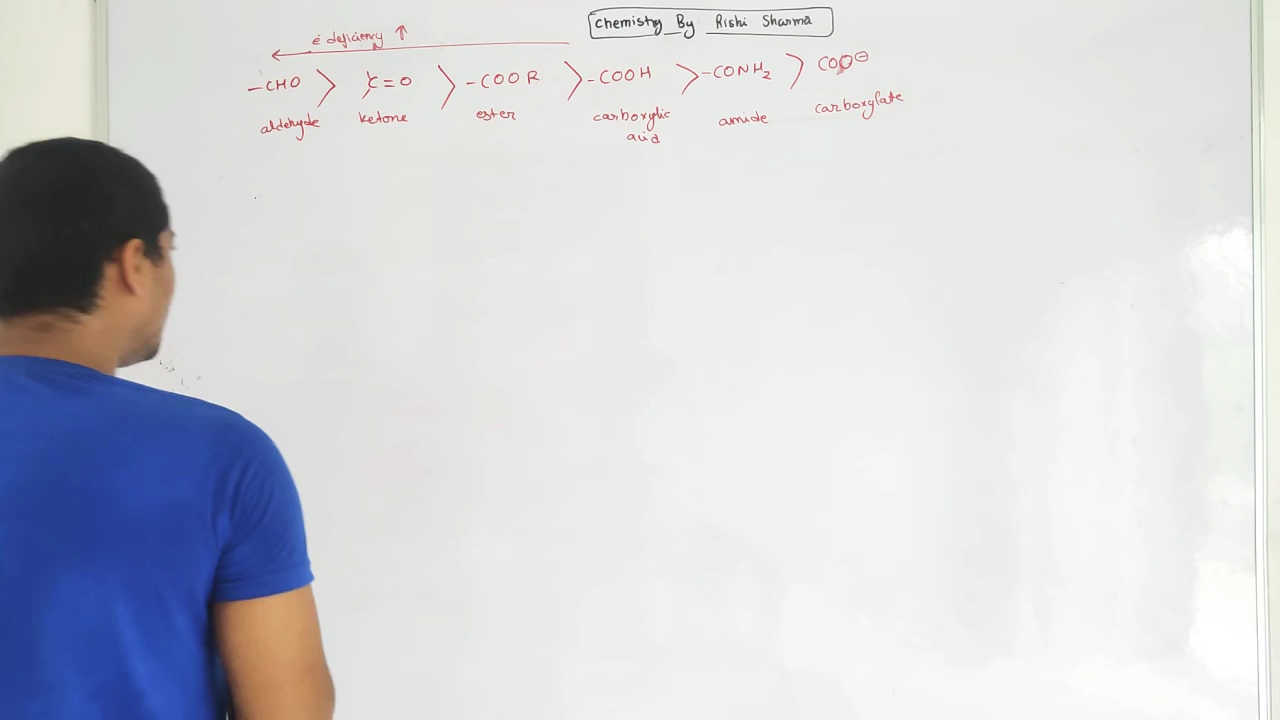 Chemistry By Rishi Sharma
e⁻ deficiency ↑
-CHO > C=O > -COOR > -COOH > -CONH₂ > COO⊖
aldehyde ketone ester carboxylic acid amide carboxylate